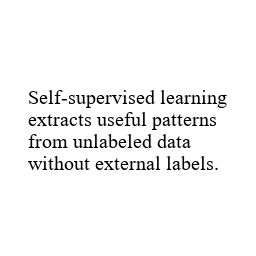 Self-supervised learning
extracts useful patterns
from unlabeled data
without external labels.